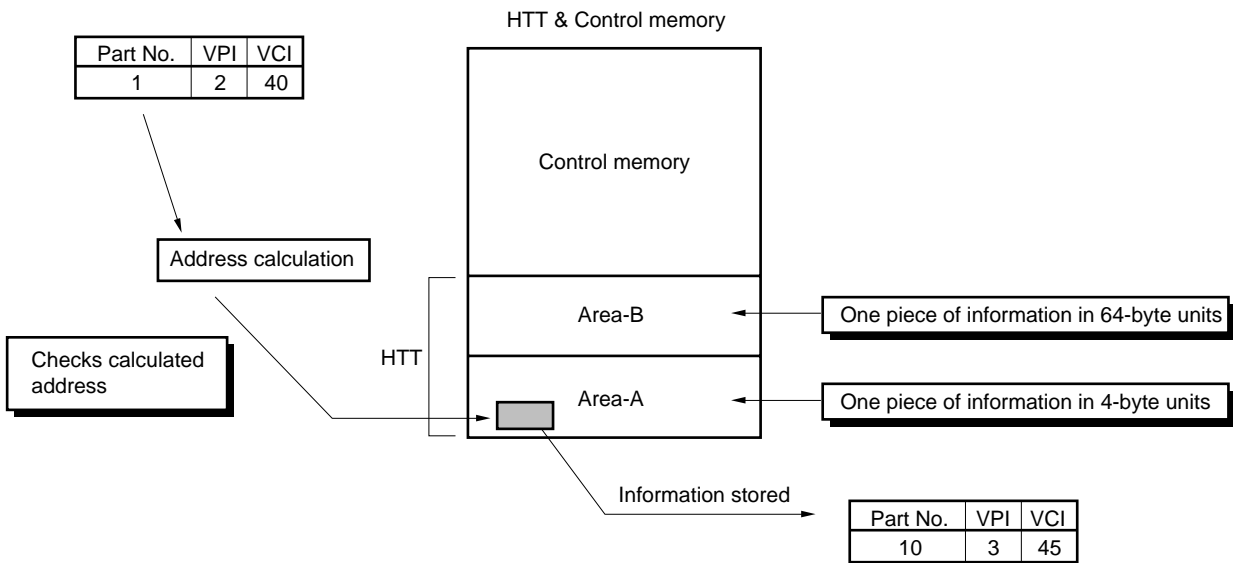 HTT & Control memory
Part No. VPI VCI
1 2 40
Control memory
Address calculation
Area-B
One piece of information in 64-byte units
Checks calculated
address
HTT
Area-A
One piece of information in 4-byte units
Information stored
Part No. VPI VCI
10 3 45